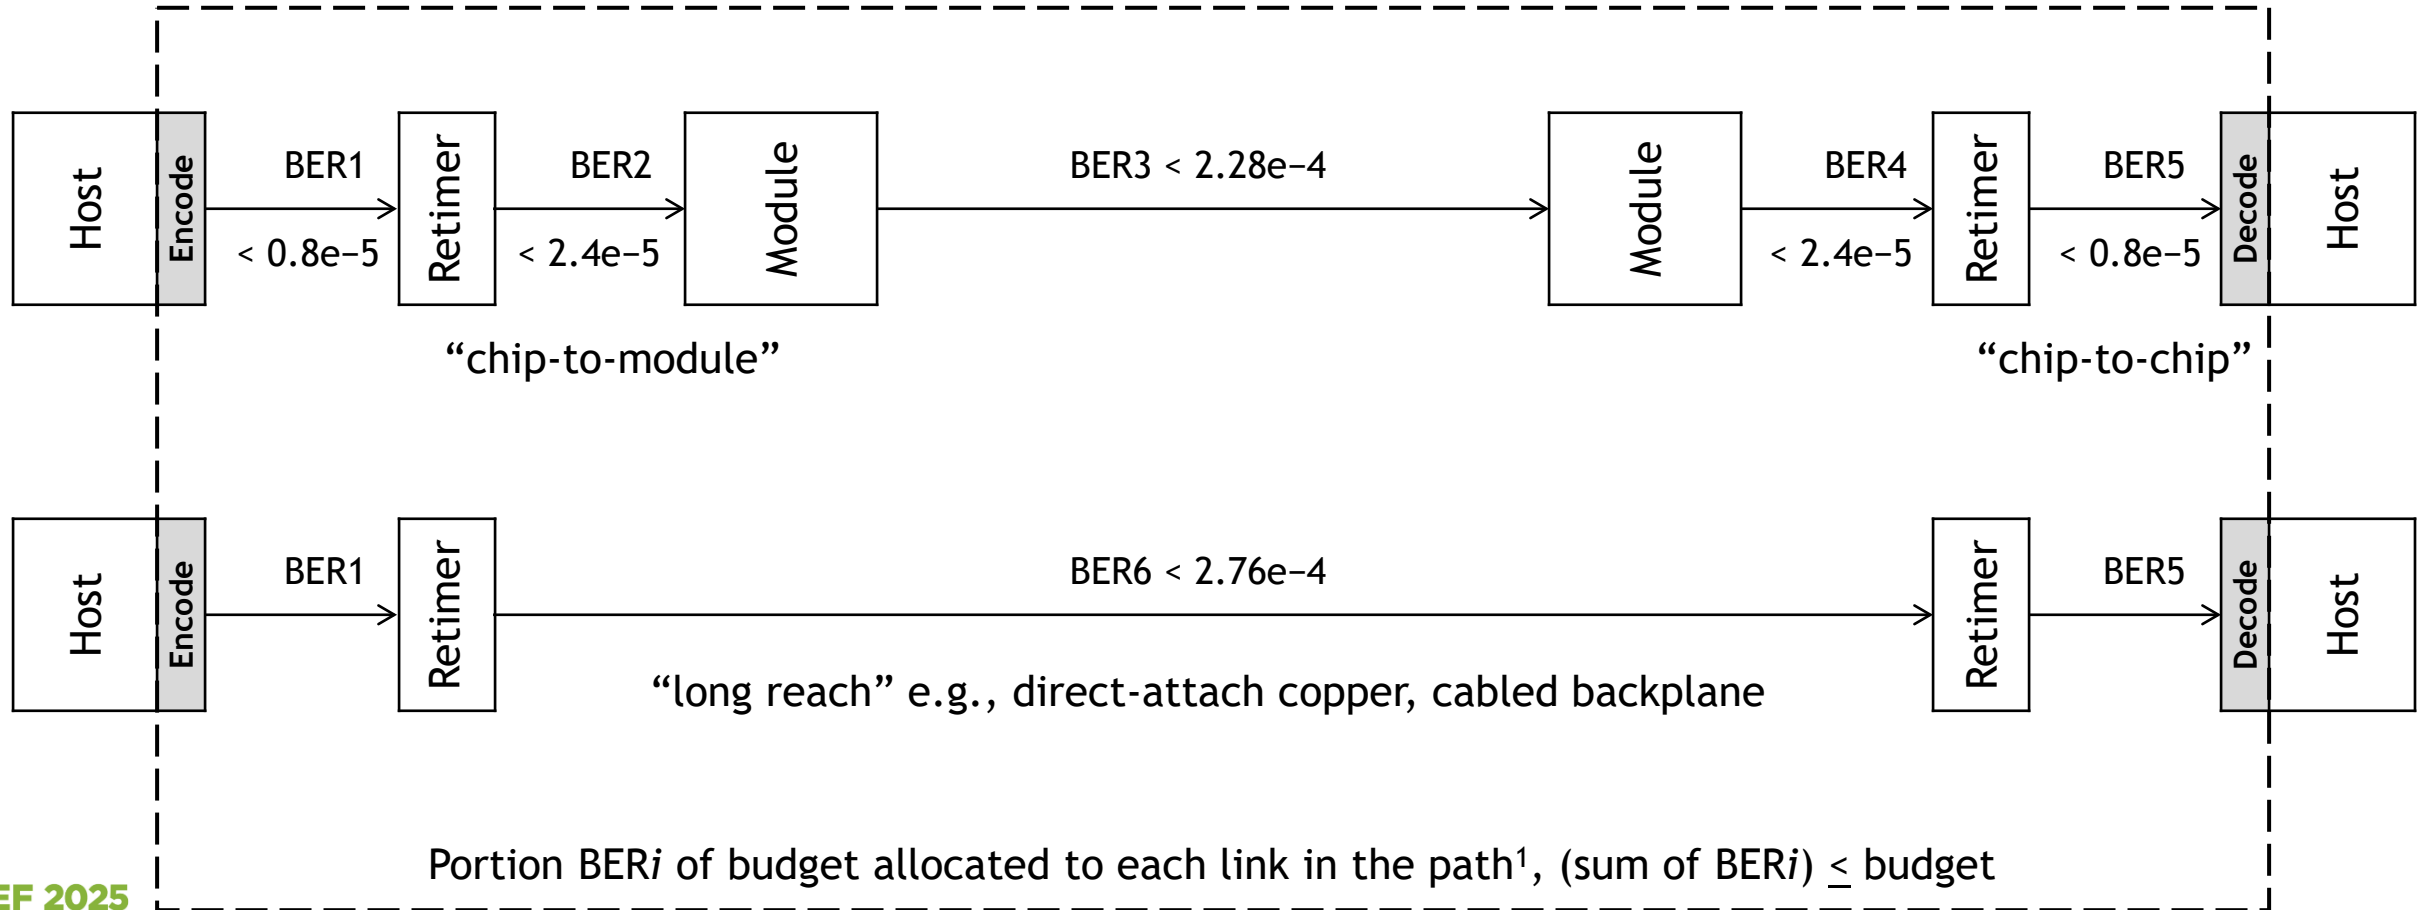 Host
Encode
BER1
< 0.8e−5
Retimer
BER2
< 2.4e−5
Module
BER3 < 2.28e−4
Module
BER4
< 2.4e−5
Retimer
BER5
< 0.8e−5
Decode
Host
“chip-to-module”
“chip-to-chip”
Host
Encode
BER1
Retimer
BER6 < 2.76e−4
Retimer
BER5
Decode
Host
“long reach” e.g., direct-attach copper, cabled backplane
Portion BERi of budget allocated to each link in the path¹, (sum of BERi) ≤ budget
EF 2025